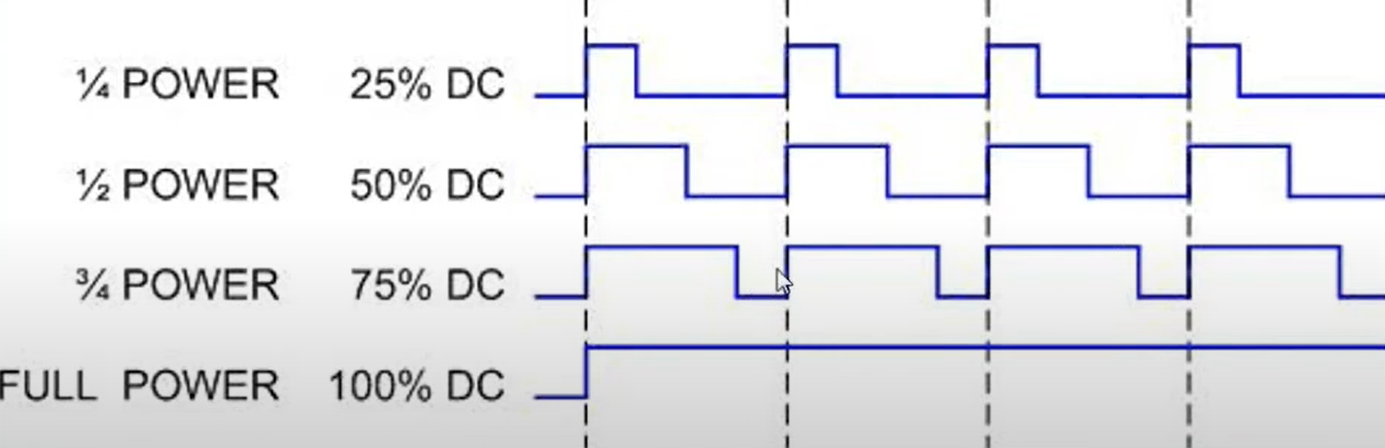 ¼ POWER 25% DC
½ POWER 50% DC
¾ POWER 75% DC
FULL POWER 100% DC